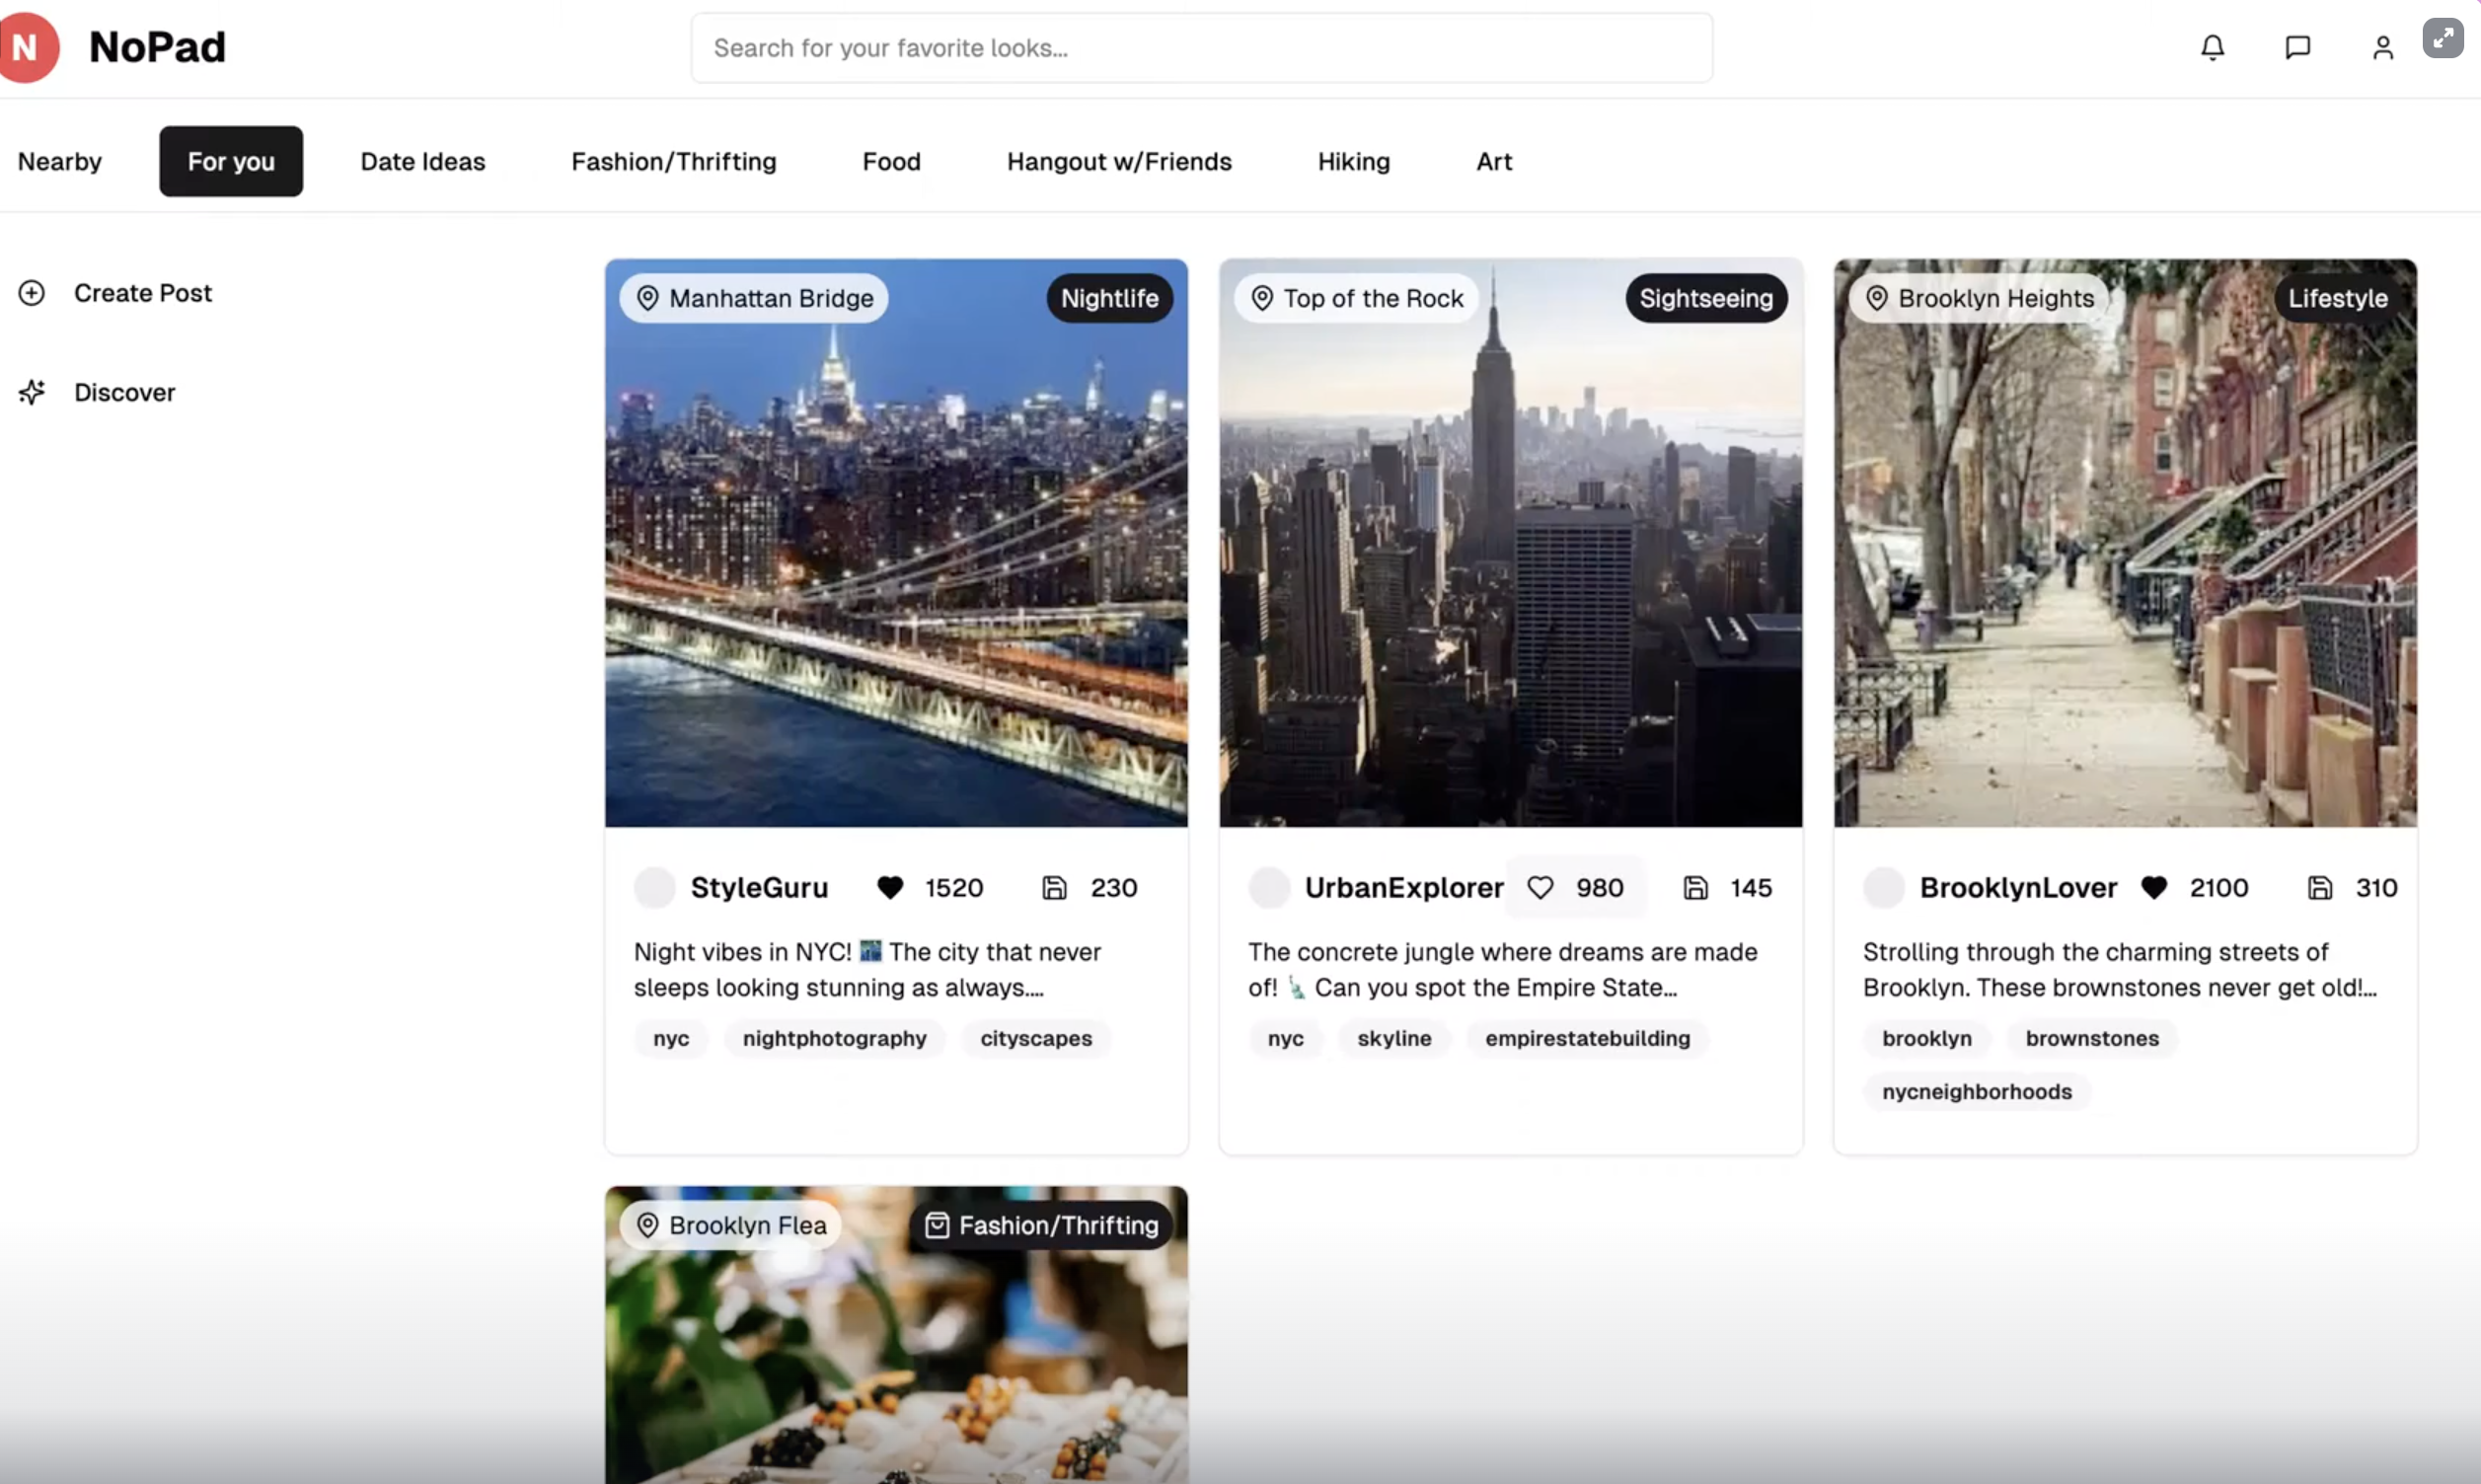 N NoPad
Search for your favorite looks...
Nearby
For you
Date Ideas
Fashion/Thrifting
Food
Hangout w/Friends
Hiking
Art
Create Post
Discover
Manhattan Bridge
Nightlife
StyleGuru 1520 230
Night vibes in NYC! 🌃 The city that never
sleeps looking stunning as always....
nyc nightphotography cityscapes
Top of the Rock
Sightseeing
UrbanExplorer 980 145
The concrete jungle where dreams are made
of! 🗽 Can you spot the Empire State...
nyc skyline empirestatebuilding
Brooklyn Heights
Lifestyle
BrooklynLover 2100 310
Strolling through the charming streets of
Brooklyn. These brownstones never get old!...
brooklyn brownstones
nycneighborhoods
Brooklyn Flea
Fashion/Thrifting